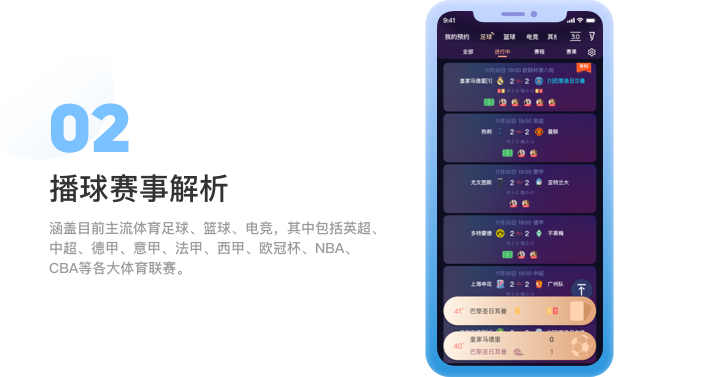 02
播球赛事解析
涵盖目前主流体育足球、篮球、电竞，其中包括英超、
中超、德甲、意甲、法甲、西甲、欧冠杯、NBA、
CBA等各大体育联赛。
9:41
我的预约 足球 篮球 电竞 其他 30
全部 进行中 赛程 赛果
11月30日 19:00 欧联杯第八轮
皇家马德里[1] 2 2 [1]巴黎圣日尔曼
11月30日 19:00 英超
热刺 2 2 曼联
11月30日 19:00 意甲
尤文图斯 2 2 亚特兰大
11月30日 19:00 德甲
多特蒙德 2 2 不莱梅
11月30日 19:00 中超
上海申花 2 2 广州队
41' 巴黎圣日耳曼
40' 皇家马德里 0
巴黎圣日耳曼 1